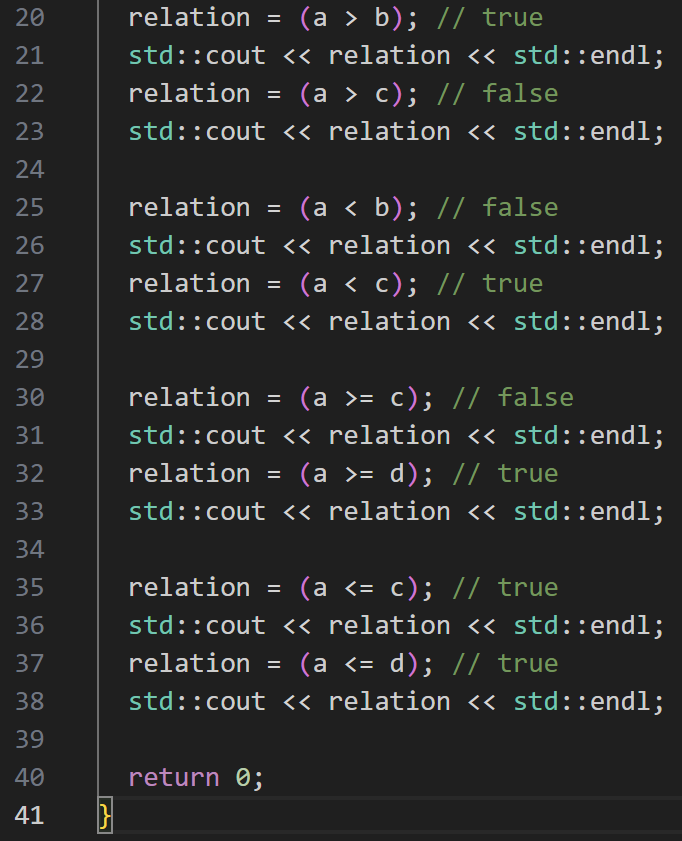 20 relation = (a > b); // true
21 std::cout << relation << std::endl;
22 relation = (a > c); // false
23 std::cout << relation << std::endl;
24
25 relation = (a < b); // false
26 std::cout << relation << std::endl;
27 relation = (a < c); // true
28 std::cout << relation << std::endl;
29
30 relation = (a >= c); // false
31 std::cout << relation << std::endl;
32 relation = (a >= d); // true
33 std::cout << relation << std::endl;
34
35 relation = (a <= c); // true
36 std::cout << relation << std::endl;
37 relation = (a <= d); // true
38 std::cout << relation << std::endl;
39
40 return 0;
41 }